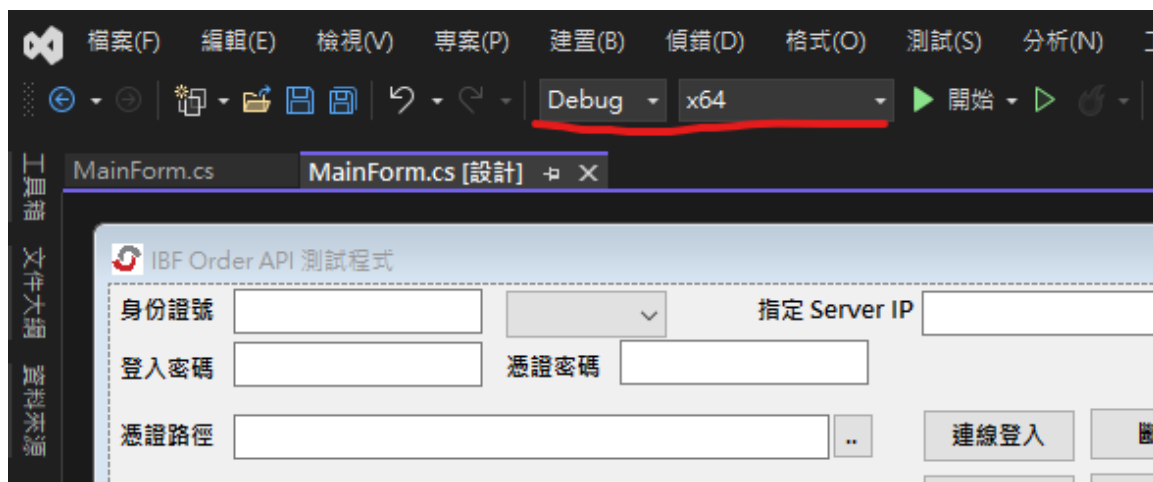 檔案(F) 編輯(E) 檢視(V) 專案(P) 建置(B) 偵錯(D) 格式(O) 測試(S) 分析(N)
Debug x64 開始
工具箱
文件大綱
資料來源
MainForm.cs MainForm.cs [設計]
IBF Order API 測試程式
身份證號 指定 Server IP
登入密碼 憑證密碼
憑證路徑 .. 連線登入